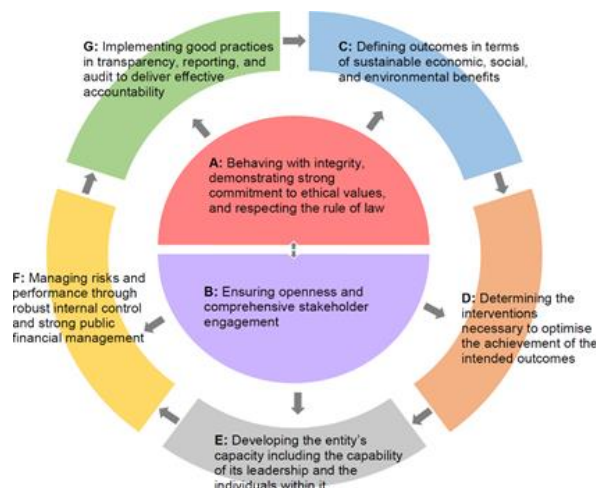 G: Implementing good practices
in transparency, reporting, and
audit to deliver effective
accountability
C: Defining outcomes in terms
of sustainable economic, social,
and environmental benefits
A: Behaving with integrity,
demonstrating strong
commitment to ethical values,
and respecting the rule of law
B: Ensuring openness and
comprehensive stakeholder
engagement
F: Managing risks and
performance through
robust internal control
and strong public
financial management
D: Determining the
interventions
necessary to optimise
the achievement of the
intended outcomes
E: Developing the entity's
capacity including the capability
of its leadership and the
individuals within it